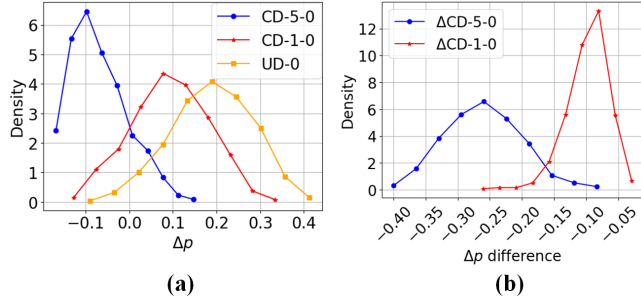 CD-5-0
CD-1-0
UD-0
Density
6
5
4
3
2
1
0
−0.1 0.0 0.1 0.2 0.3 0.4
Δp
(a)
ΔCD-5-0
ΔCD-1-0
Density
12
10
8
6
4
2
0
−0.40 −0.35 −0.30 −0.25 −0.20 −0.15 −0.10 −0.05
Δp difference
(b)